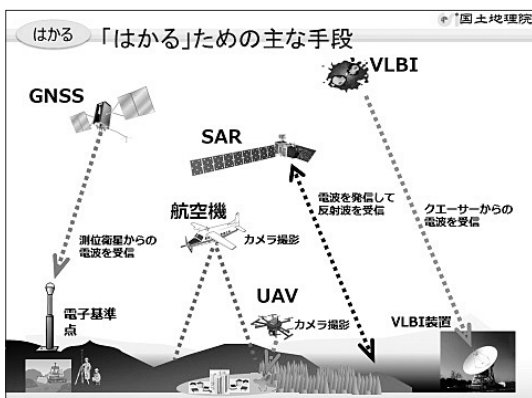 国土地理院
はかる 「はかる」ための主な手段
VLBI
GNSS
SAR
電波を発信して
反射波を受信
クエーサーからの
電波を受信
航空機
カメラ撮影
測位衛星からの
電波を受信
UAV
カメラ撮影
電子基準
点
VLBI装置